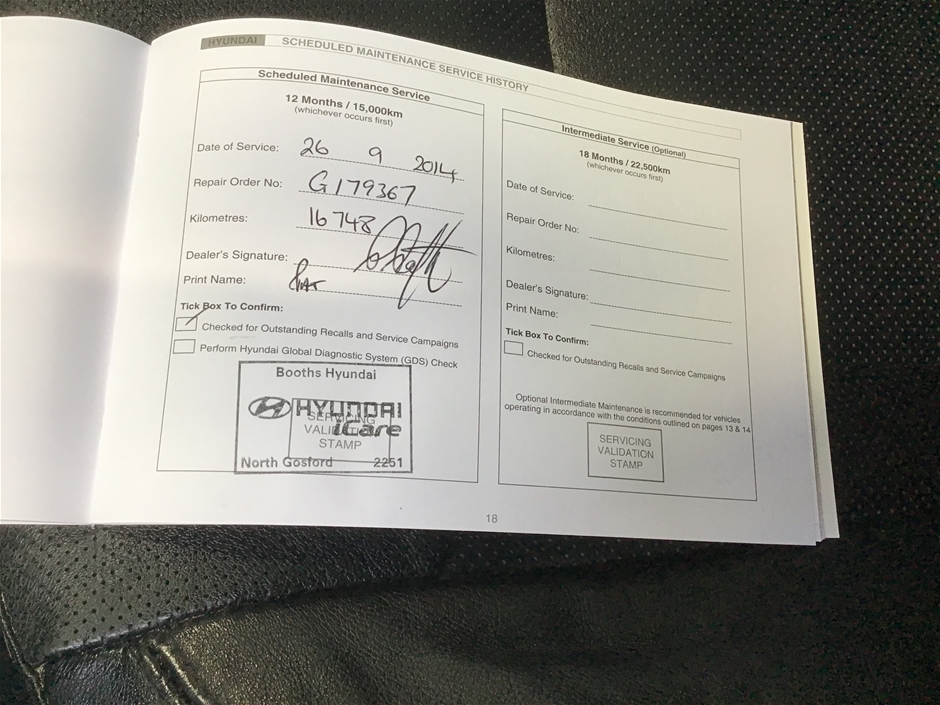 HYUNDAI SCHEDULED MAINTENANCE SERVICE HISTORY
Scheduled Maintenance Service
12 Months / 15,000km
(whichever occurs first)
Date of Service: 26 9 2014
Repair Order No: G179367
Kilometres: 16748
Dealer's Signature:
Print Name:
Tick Box To Confirm:
Checked for Outstanding Recalls and Service Campaigns
Perform Hyundai Global Diagnostic System (GDS) Check
Booths Hyundai
HYUNDAI
iCare
SERVICING
VALIDATION
STAMP
North Gosford 2251
Intermediate Service (Optional)
18 Months / 22,500km
(whichever occurs first)
Date of Service:
Repair Order No:
Kilometres:
Dealer's Signature:
Print Name:
Tick Box To Confirm:
Checked for Outstanding Recalls and Service Campaigns
Optional Intermediate Maintenance is recommended for vehicles
operating in accordance with the conditions outlined on pages 13 & 14
SERVICING
VALIDATION
STAMP
18